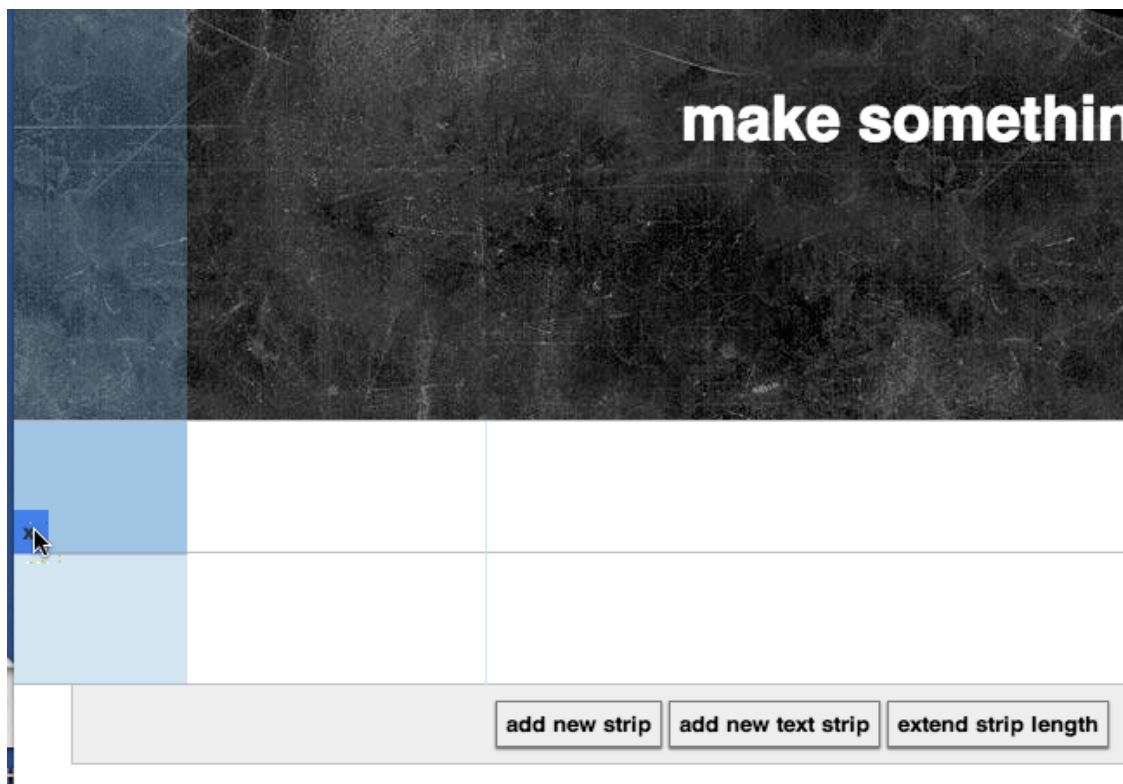 make somethin
x
add new strip add new text strip extend strip length